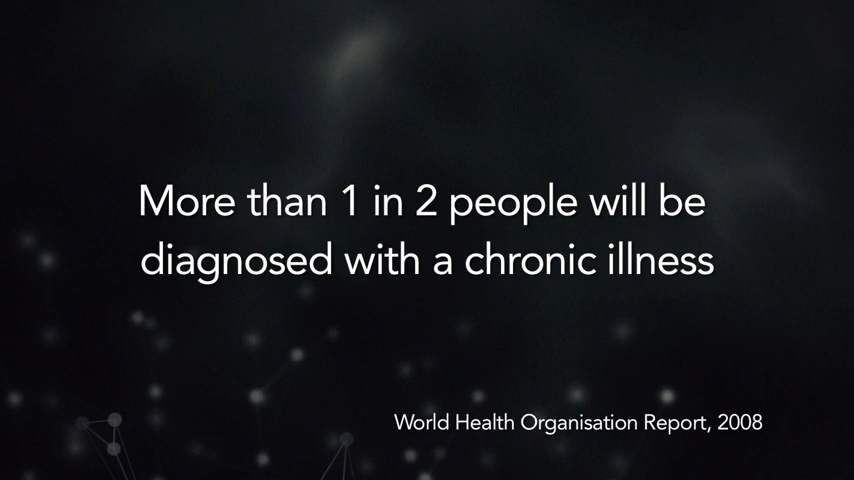 More than 1 in 2 people will be
diagnosed with a chronic illness
World Health Organisation Report, 2008